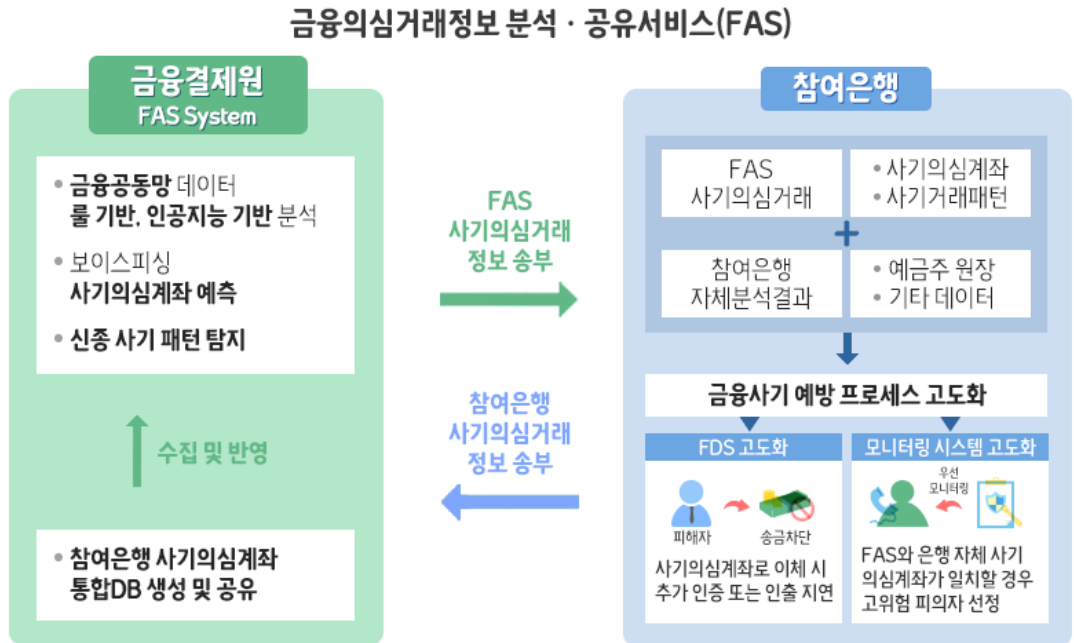 금융의심거래정보 분석 · 공유서비스(FAS)
금융결제원
FAS System
• 금융공동망 데이터
룰 기반, 인공지능 기반 분석
• 보이스피싱
사기의심계좌 예측
• 신종 사기 패턴 탐지
수집 및 반영
• 참여은행 사기의심계좌
통합DB 생성 및 공유
FAS
사기의심거래
정보 송부
참여은행
사기의심거래
정보 송부
참여은행
FAS
사기의심거래
• 사기의심계좌
• 사기거래패턴
+
참여은행
자체분석결과
• 예금주 원장
• 기타 데이터
금융사기 예방 프로세스 고도화
FDS 고도화
피해자
송금차단
사기의심계좌로 이체 시
추가 인증 또는 인출 지연
모니터링 시스템 고도화
우선
모니터링
FAS와 은행 자체 사기
의심계좌가 일치할 경우
고위험 피의자 선정